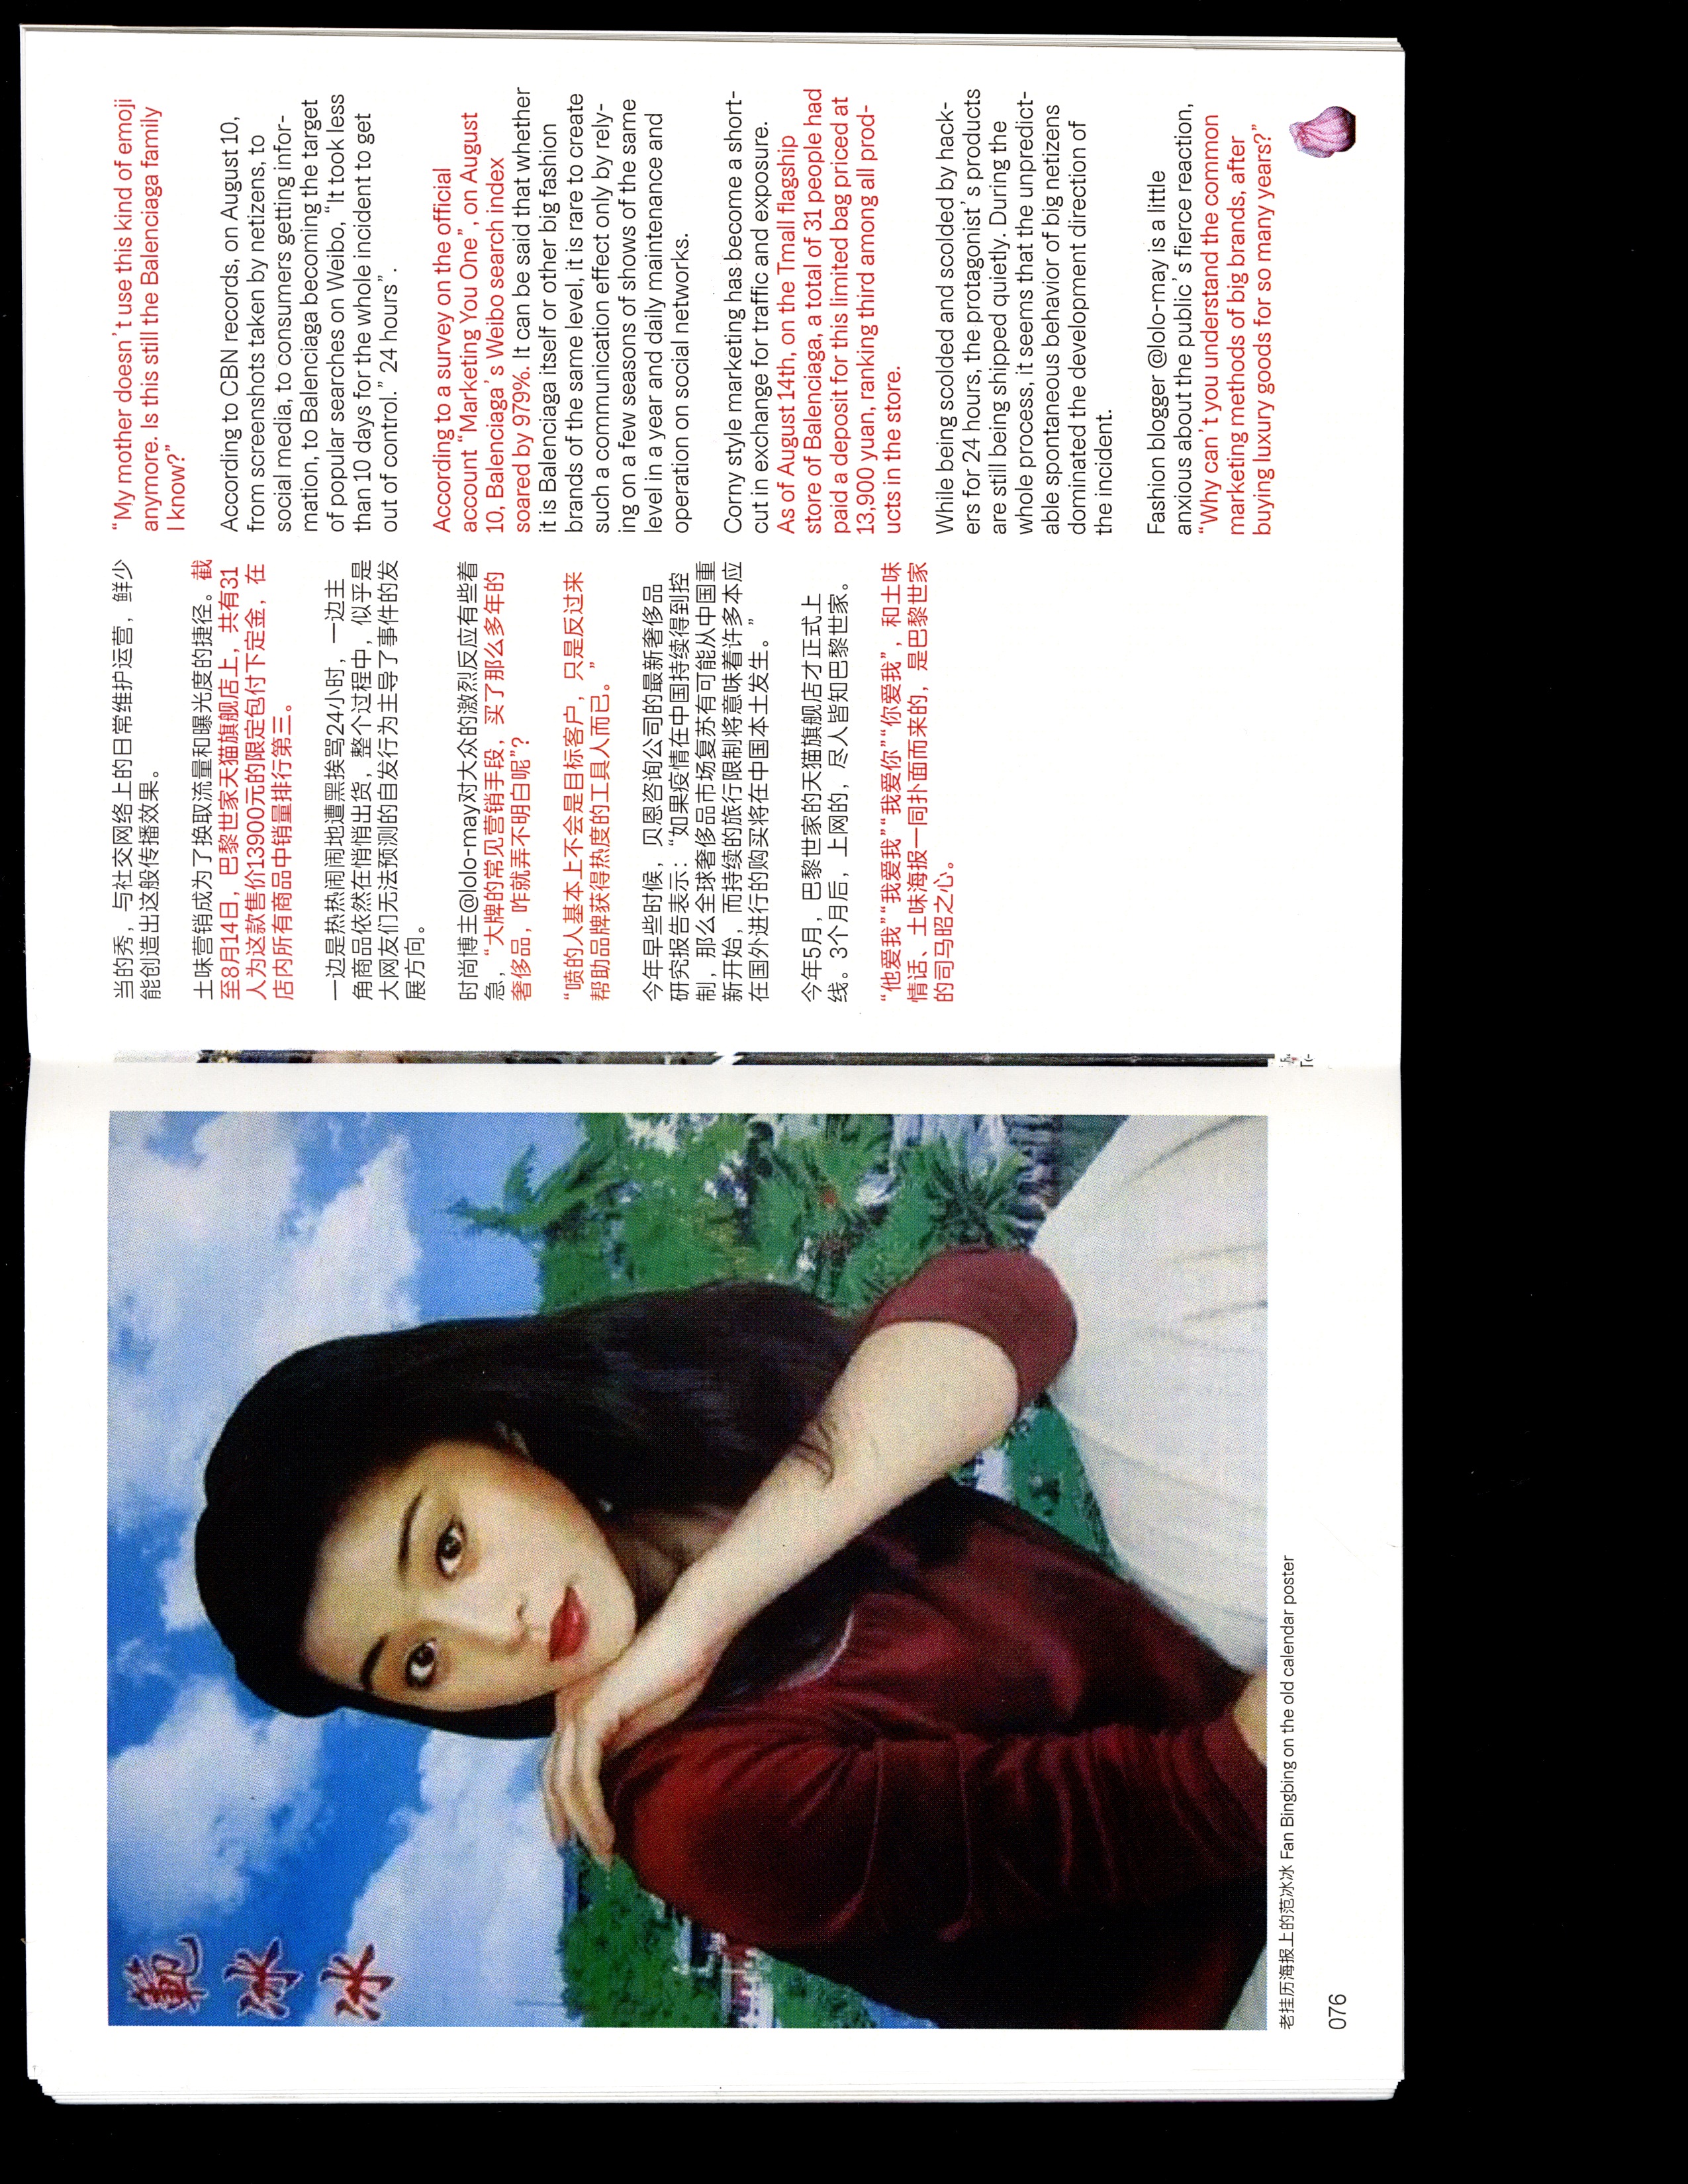 範
冰
冰
老挂历海报上的范冰冰 Fan Bingbing on the old calendar poster
076
当的秀，与社交网络上的日常维护运营，鲜少
能创造出这般传播效果。
土味营销成为了换取流量和曝光度的捷径。截
至8月14日，巴黎世家天猫旗舰店上，共有31
人为这款售价13900元的限定包付下定金，在
店内所有商品中销量排行第三。
一边是热热闹闹地遭黑挨骂24小时，一边主
角商品依然在悄悄出货，整个过程中，似乎是
大网友们无法预测的自发行为主导了事件的发
展方向。
时尚博主@lolo-may对大众的激烈反应有些着
急，“大牌的常见营销手段，买了那么多年的
奢侈品，咋就弄不明白呢”?
“喷的人基本上不会是目标客户，只是反过来
帮助品牌获得热度的工具人而已。”
今年早些时候，贝恩咨询公司的最新奢侈品
研究报告表示：“如果疫情在中国持续得到控
制，那么全球奢侈品市场复苏有可能从中国重
新开始，而持续的旅行限制将意味着许多本应
在国外进行的购买将在中国本土发生。”
今年5月，巴黎世家的天猫旗舰店才正式上
线。3个月后，上网的，尽人皆知巴黎世家。
“他爱我”“我爱我”“我爱你”“你爱我”，和土味
情话、土味海报一同扑面而来的，是巴黎世家
的司马昭之心。
“My mother doesn’t use this kind of emoji
anymore. Is this still the Balenciaga family
I know?”
According to CBN records, on August 10,
from screenshots taken by netizens, to
social media, to consumers getting infor-
mation, to Balenciaga becoming the target
of popular searches on Weibo, “It took less
than 10 days for the whole incident to get
out of control.” 24 hours”.
According to a survey on the official
account “Marketing You One”, on August
10, Balenciaga’s Weibo search index
soared by 979%. It can be said that whether
it is Balenciaga itself or other big fashion
brands of the same level, it is rare to create
such a communication effect only by rely-
ing on a few seasons of shows of the same
level in a year and daily maintenance and
operation on social networks.
Corny style marketing has become a short-
cut in exchange for traffic and exposure.
As of August 14th, on the Tmall flagship
store of Balenciaga, a total of 31 people had
paid a deposit for this limited bag priced at
13,900 yuan, ranking third among all prod-
ucts in the store.
While being scolded and scolded by hack-
ers for 24 hours, the protagonist’s products
are still being shipped quietly. During the
whole process, it seems that the unpredict-
able spontaneous behavior of big netizens
dominated the development direction of
the incident.
Fashion blogger @lolo-may is a little
anxious about the public’s fierce reaction,
“Why can’t you understand the common
marketing methods of big brands, after
buying luxury goods for so many years?”